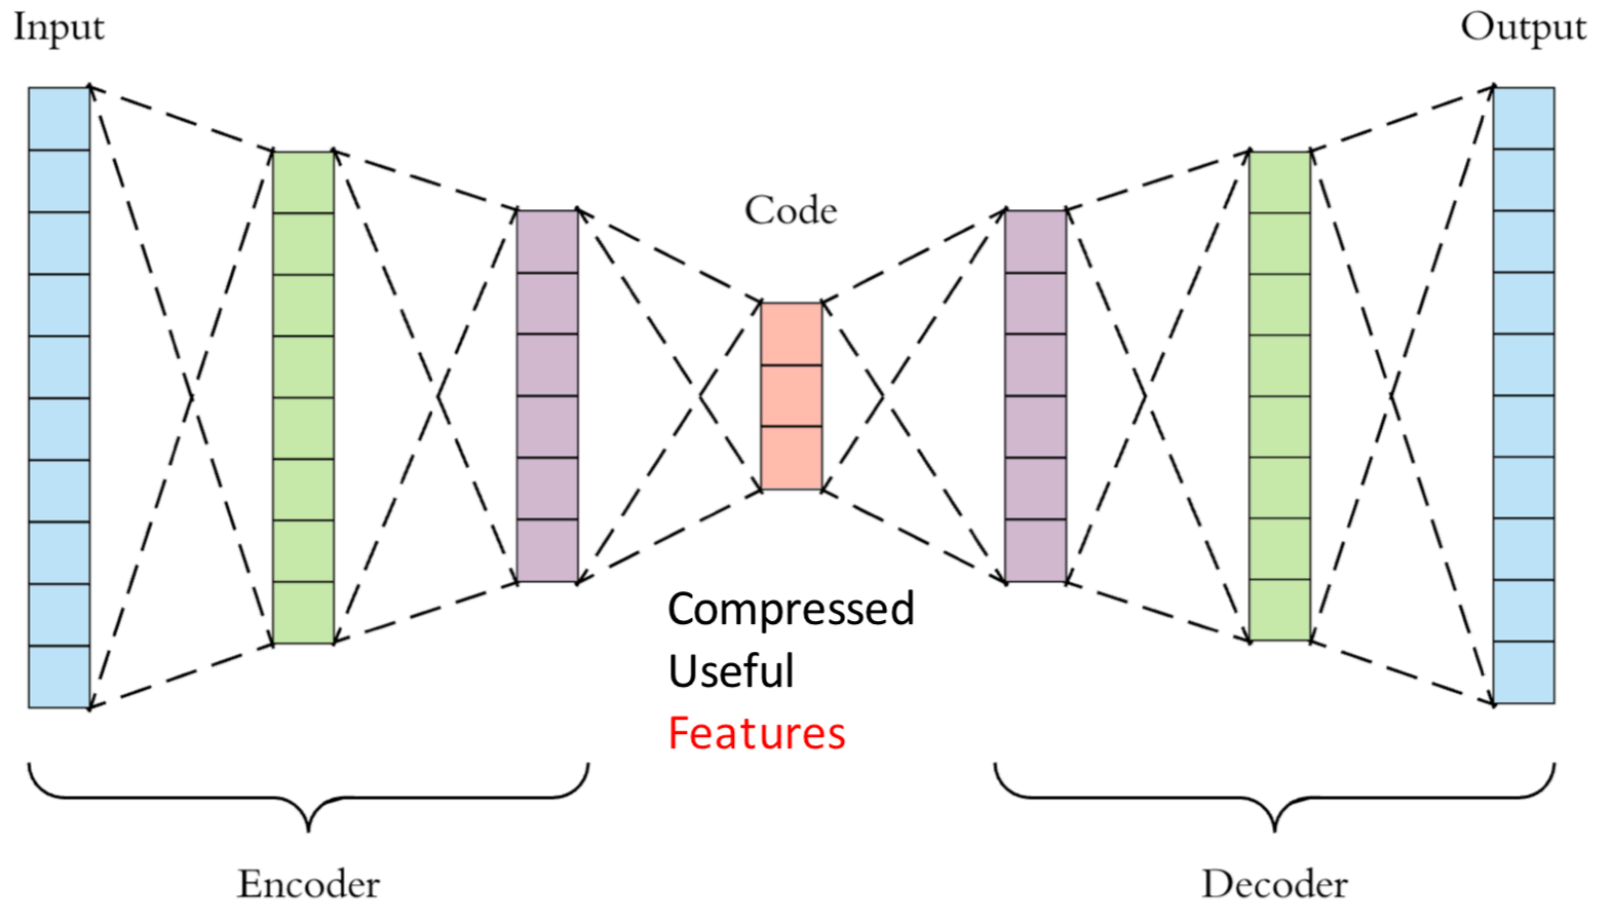 Input
Output
Code
Compressed
Useful
Features
Encoder
Decoder